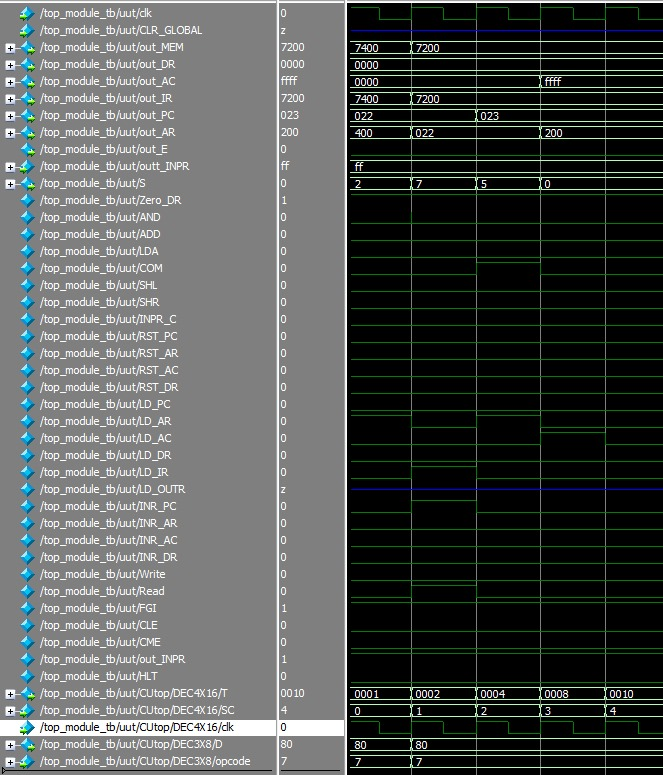 /top_module_tb/uut/clk 0
/top_module_tb/uut/CLR_GLOBAL z
/top_module_tb/uut/out_MEM 7200 7400 7200
/top_module_tb/uut/out_DR 0000 0000
/top_module_tb/uut/out_AC ffff 0000 ffff
/top_module_tb/uut/out_IR 7200 7400 7200
/top_module_tb/uut/out_PC 023 022 023
/top_module_tb/uut/out_AR 200 400 022 200
/top_module_tb/uut/out_E 0
/top_module_tb/uut/outt_INPR ff ff
/top_module_tb/uut/S 0 2 7 5 0
/top_module_tb/uut/Zero_DR 1
/top_module_tb/uut/AND 0
/top_module_tb/uut/ADD 0
/top_module_tb/uut/LDA 0
/top_module_tb/uut/COM 0
/top_module_tb/uut/SHL 0
/top_module_tb/uut/SHR 0
/top_module_tb/uut/INPR_C 0
/top_module_tb/uut/RST_PC 0
/top_module_tb/uut/RST_AR 0
/top_module_tb/uut/RST_AC 0
/top_module_tb/uut/RST_DR 0
/top_module_tb/uut/LD_PC 0
/top_module_tb/uut/LD_AR 0
/top_module_tb/uut/LD_AC 0
/top_module_tb/uut/LD_DR 0
/top_module_tb/uut/LD_IR 0
/top_module_tb/uut/LD_OUTR z
/top_module_tb/uut/INR_PC 0
/top_module_tb/uut/INR_AR 0
/top_module_tb/uut/INR_AC 0
/top_module_tb/uut/INR_DR 0
/top_module_tb/uut/Write 0
/top_module_tb/uut/Read 0
/top_module_tb/uut/FGI 1
/top_module_tb/uut/CLE 0
/top_module_tb/uut/CME 0
/top_module_tb/uut/out_INPR 1
/top_module_tb/uut/HLT 0
/top_module_tb/uut/CUtop/DEC4X16/T 0010 0001 0002 0004 0008 0010
/top_module_tb/uut/CUtop/DEC4X16/SC 4 0 1 2 3 4
/top_module_tb/uut/CUtop/DEC4X16/clk 0
/top_module_tb/uut/CUtop/DEC3X8/D 80 80 80
/top_module_tb/uut/CUtop/DEC3X8/opcode 7 7 7